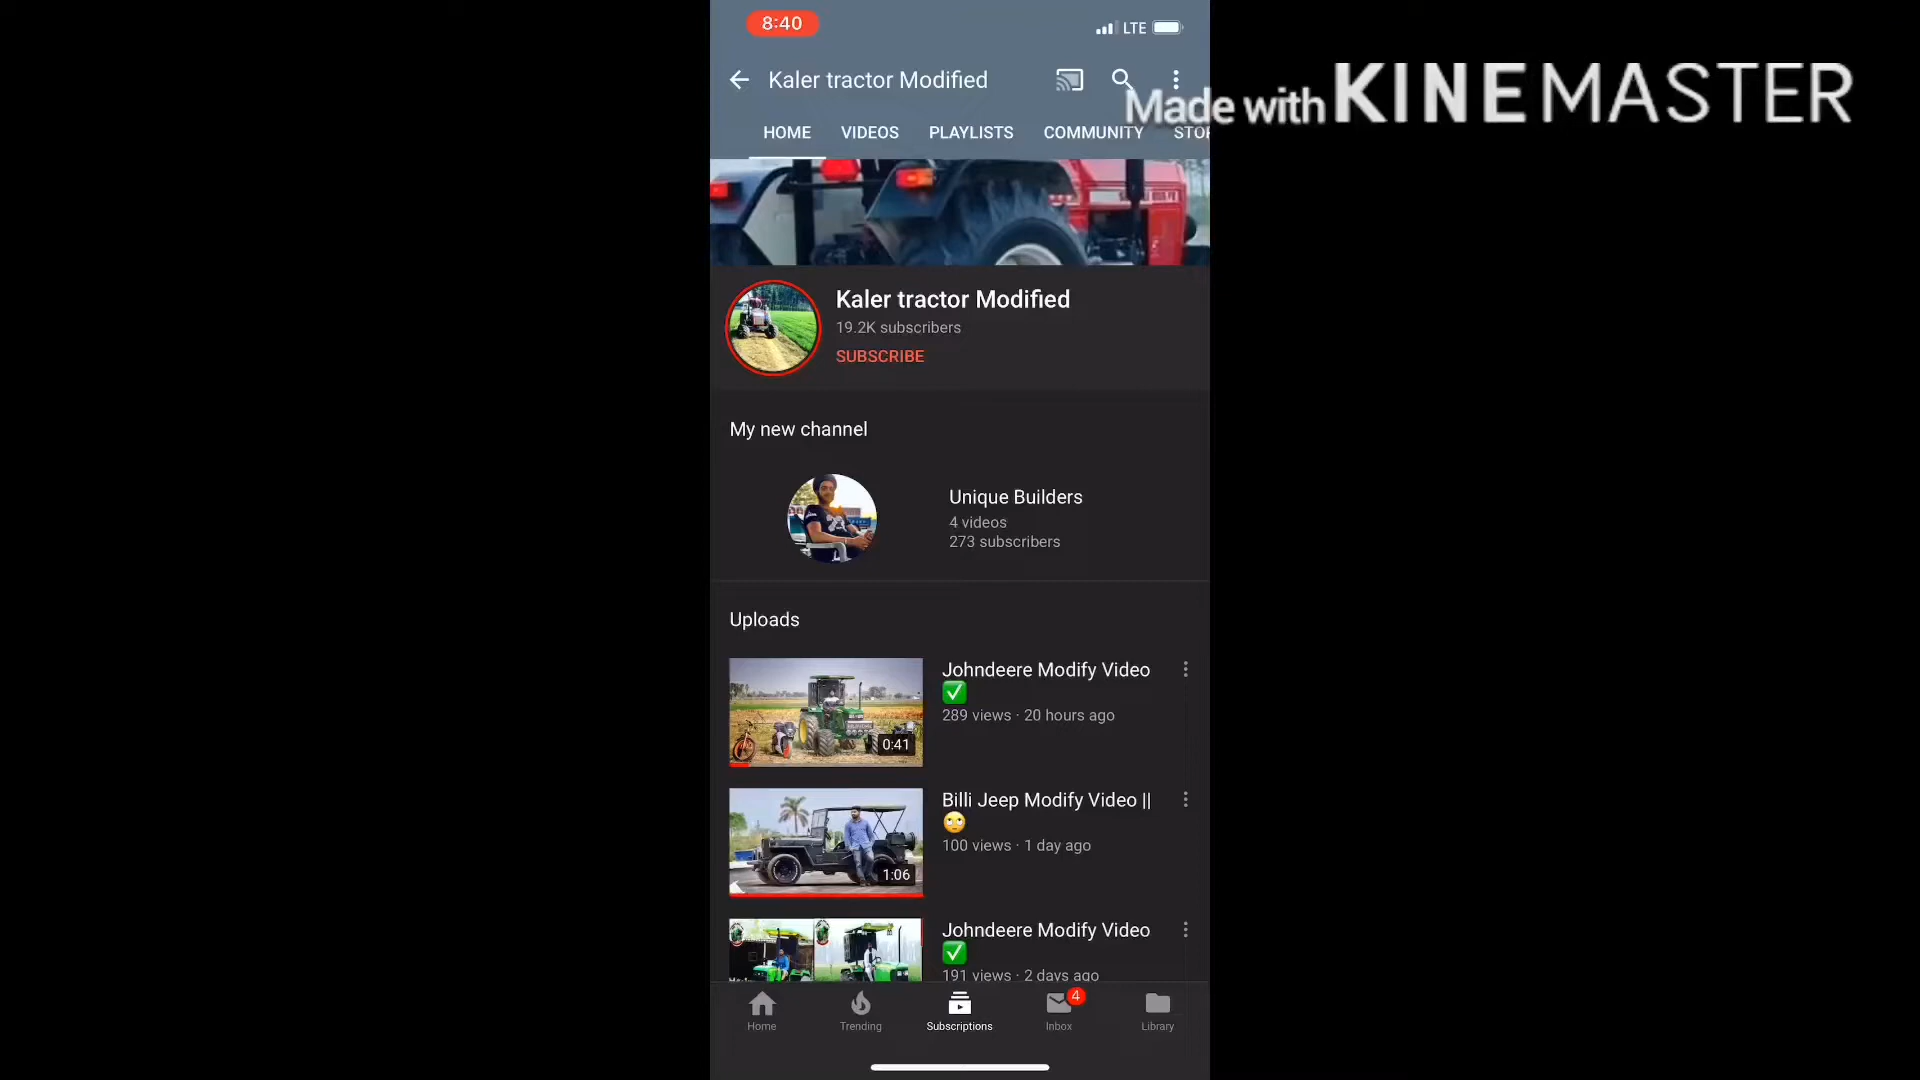 8:40
LTE
Kaler tractor Modified
Made with KINEMASTER
HOME VIDEOS PLAYLISTS COMMUNITY
Kaler tractor Modified
19.2K subscribers
SUBSCRIBE
My new channel
Unique Builders
4 videos
273 subscribers
Uploads
Johndeere Modify Video
✅
289 views · 20 hours ago
0:41
Billi Jeep Modify Video ||
🙄
100 views · 1 day ago
1:06
Johndeere Modify Video
✅
191 views · 2 days ago
4
Home Trending Subscriptions Inbox Library